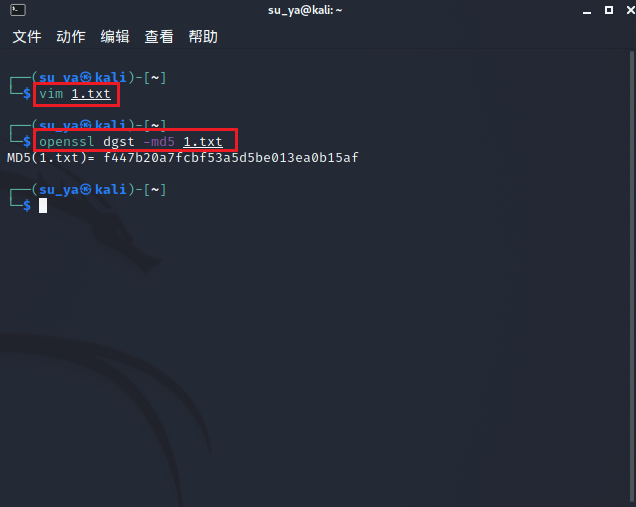 su_ya@kali: ~
文件 动作 编辑 查看 帮助
┌──(su_ya㉿kali)-[~]
└─$ vim 1.txt
┌──(su_ya㉿kali)-[~]
└─$ openssl dgst -md5 1.txt
MD5(1.txt)= f447b20a7fcbf53a5d5be013ea0b15af
┌──(su_ya㉿kali)-[~]
└─$